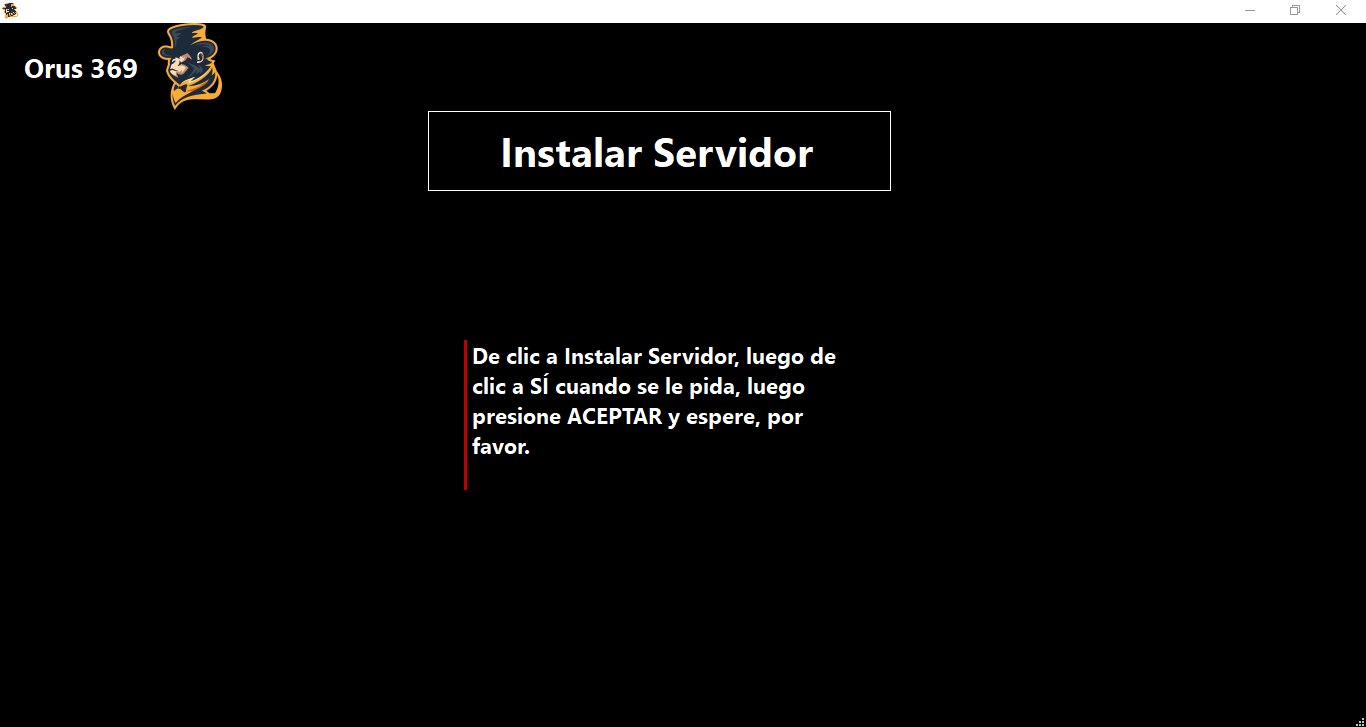 Orus 369
Instalar Servidor
De clic a Instalar Servidor, luego de
clic a SÍ cuando se le pida, luego
presione ACEPTAR y espere, por
favor.